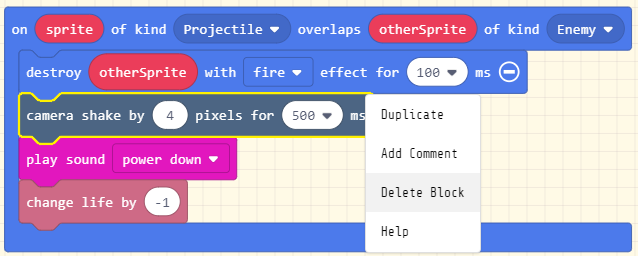 on sprite of kind Projectile overlaps otherSprite of kind Enemy
destroy otherSprite with fire effect for 100 ms
camera shake by 4 pixels for 500 ms
play sound power down
change life by -1
Duplicate
Add Comment
Delete Block
Help